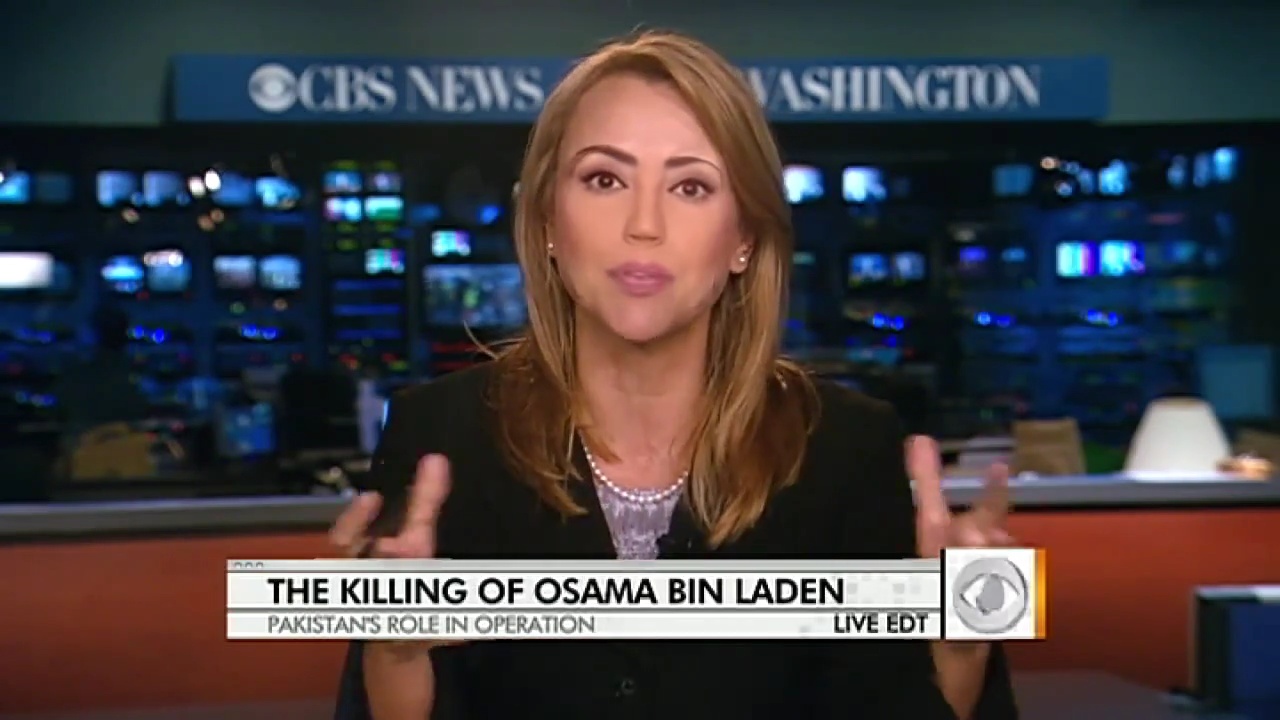 CBS NEWS WASHINGTON
THE KILLING OF OSAMA BIN LADEN
PAKISTAN'S ROLE IN OPERATION
LIVE EDT